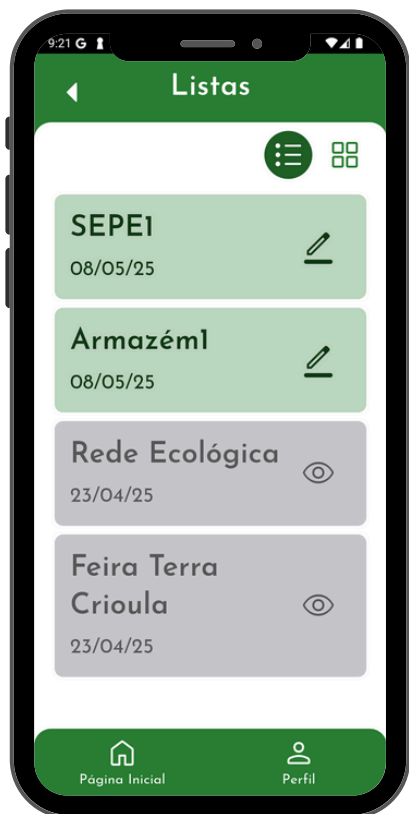 9:21 G
Listas
SEPE1
08/05/25
Armazém1
08/05/25
Rede Ecológica
23/04/25
Feira Terra
Crioula
23/04/25
Página Inicial
Perfil